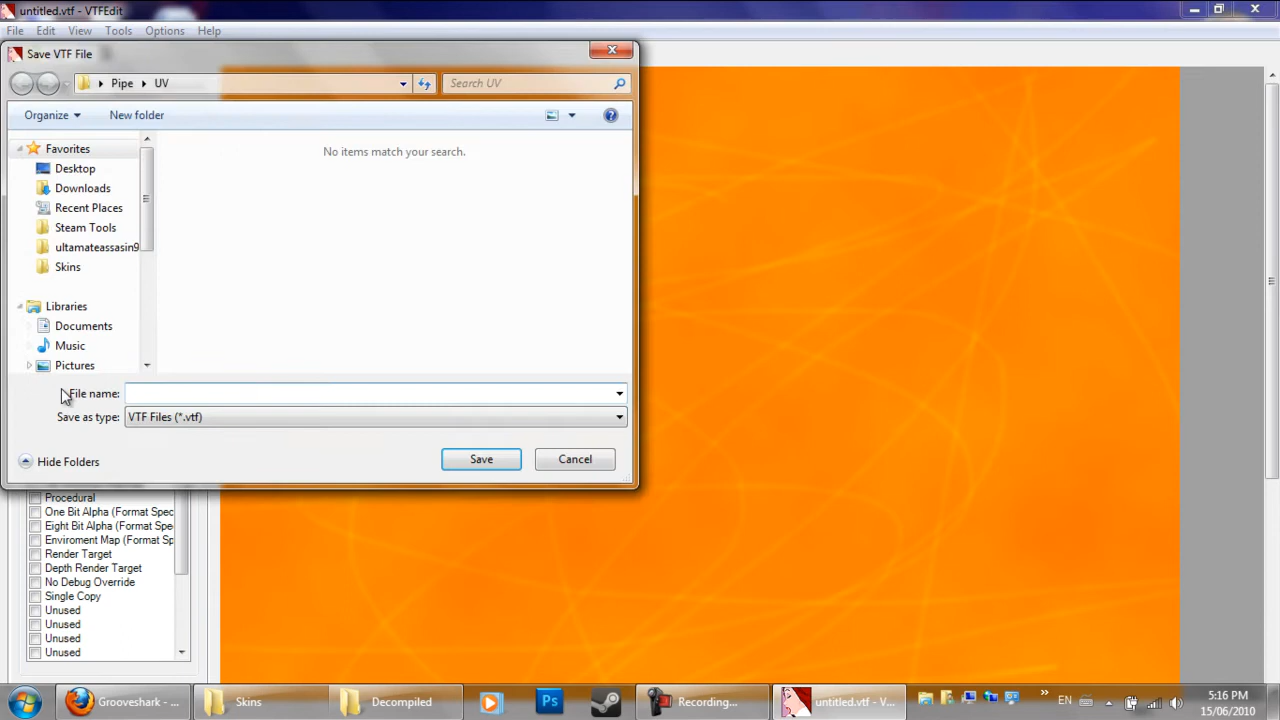 untitled.vtf - VTFEdit
File Edit View Tools Options Help
Save VTF File
Pipe UV
Search UV
Organize New folder
No items match your search.
Favorites
Desktop
Downloads
Recent Places
Steam Tools
ultamateassasin9
Skins
Libraries
Documents
Music
Pictures
File name:
Save as type: VTF Files (*.vtf)
Hide Folders Save Cancel
Procedural
One Bit Alpha (Format Spec
Eight Bit Alpha (Format Spe
Enviroment Map (Format S
Render Target
Depth Render Target
No Debug Override
Single Copy
Unused
Unused
Unused
Unused
Grooveshark - ... Skins Decompiled Ps Recording... untitled.vtf - V... EN
5:16 PM
15/06/2010